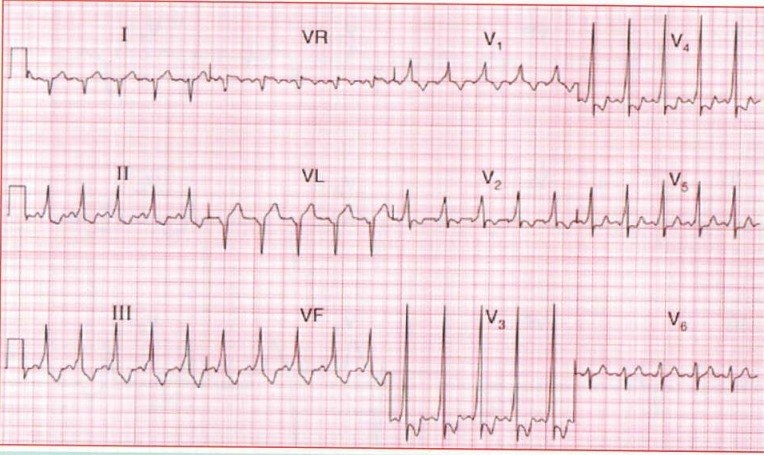 I VR V₁ V₄
II VL V₂ V₅
III VF V₃ V₆